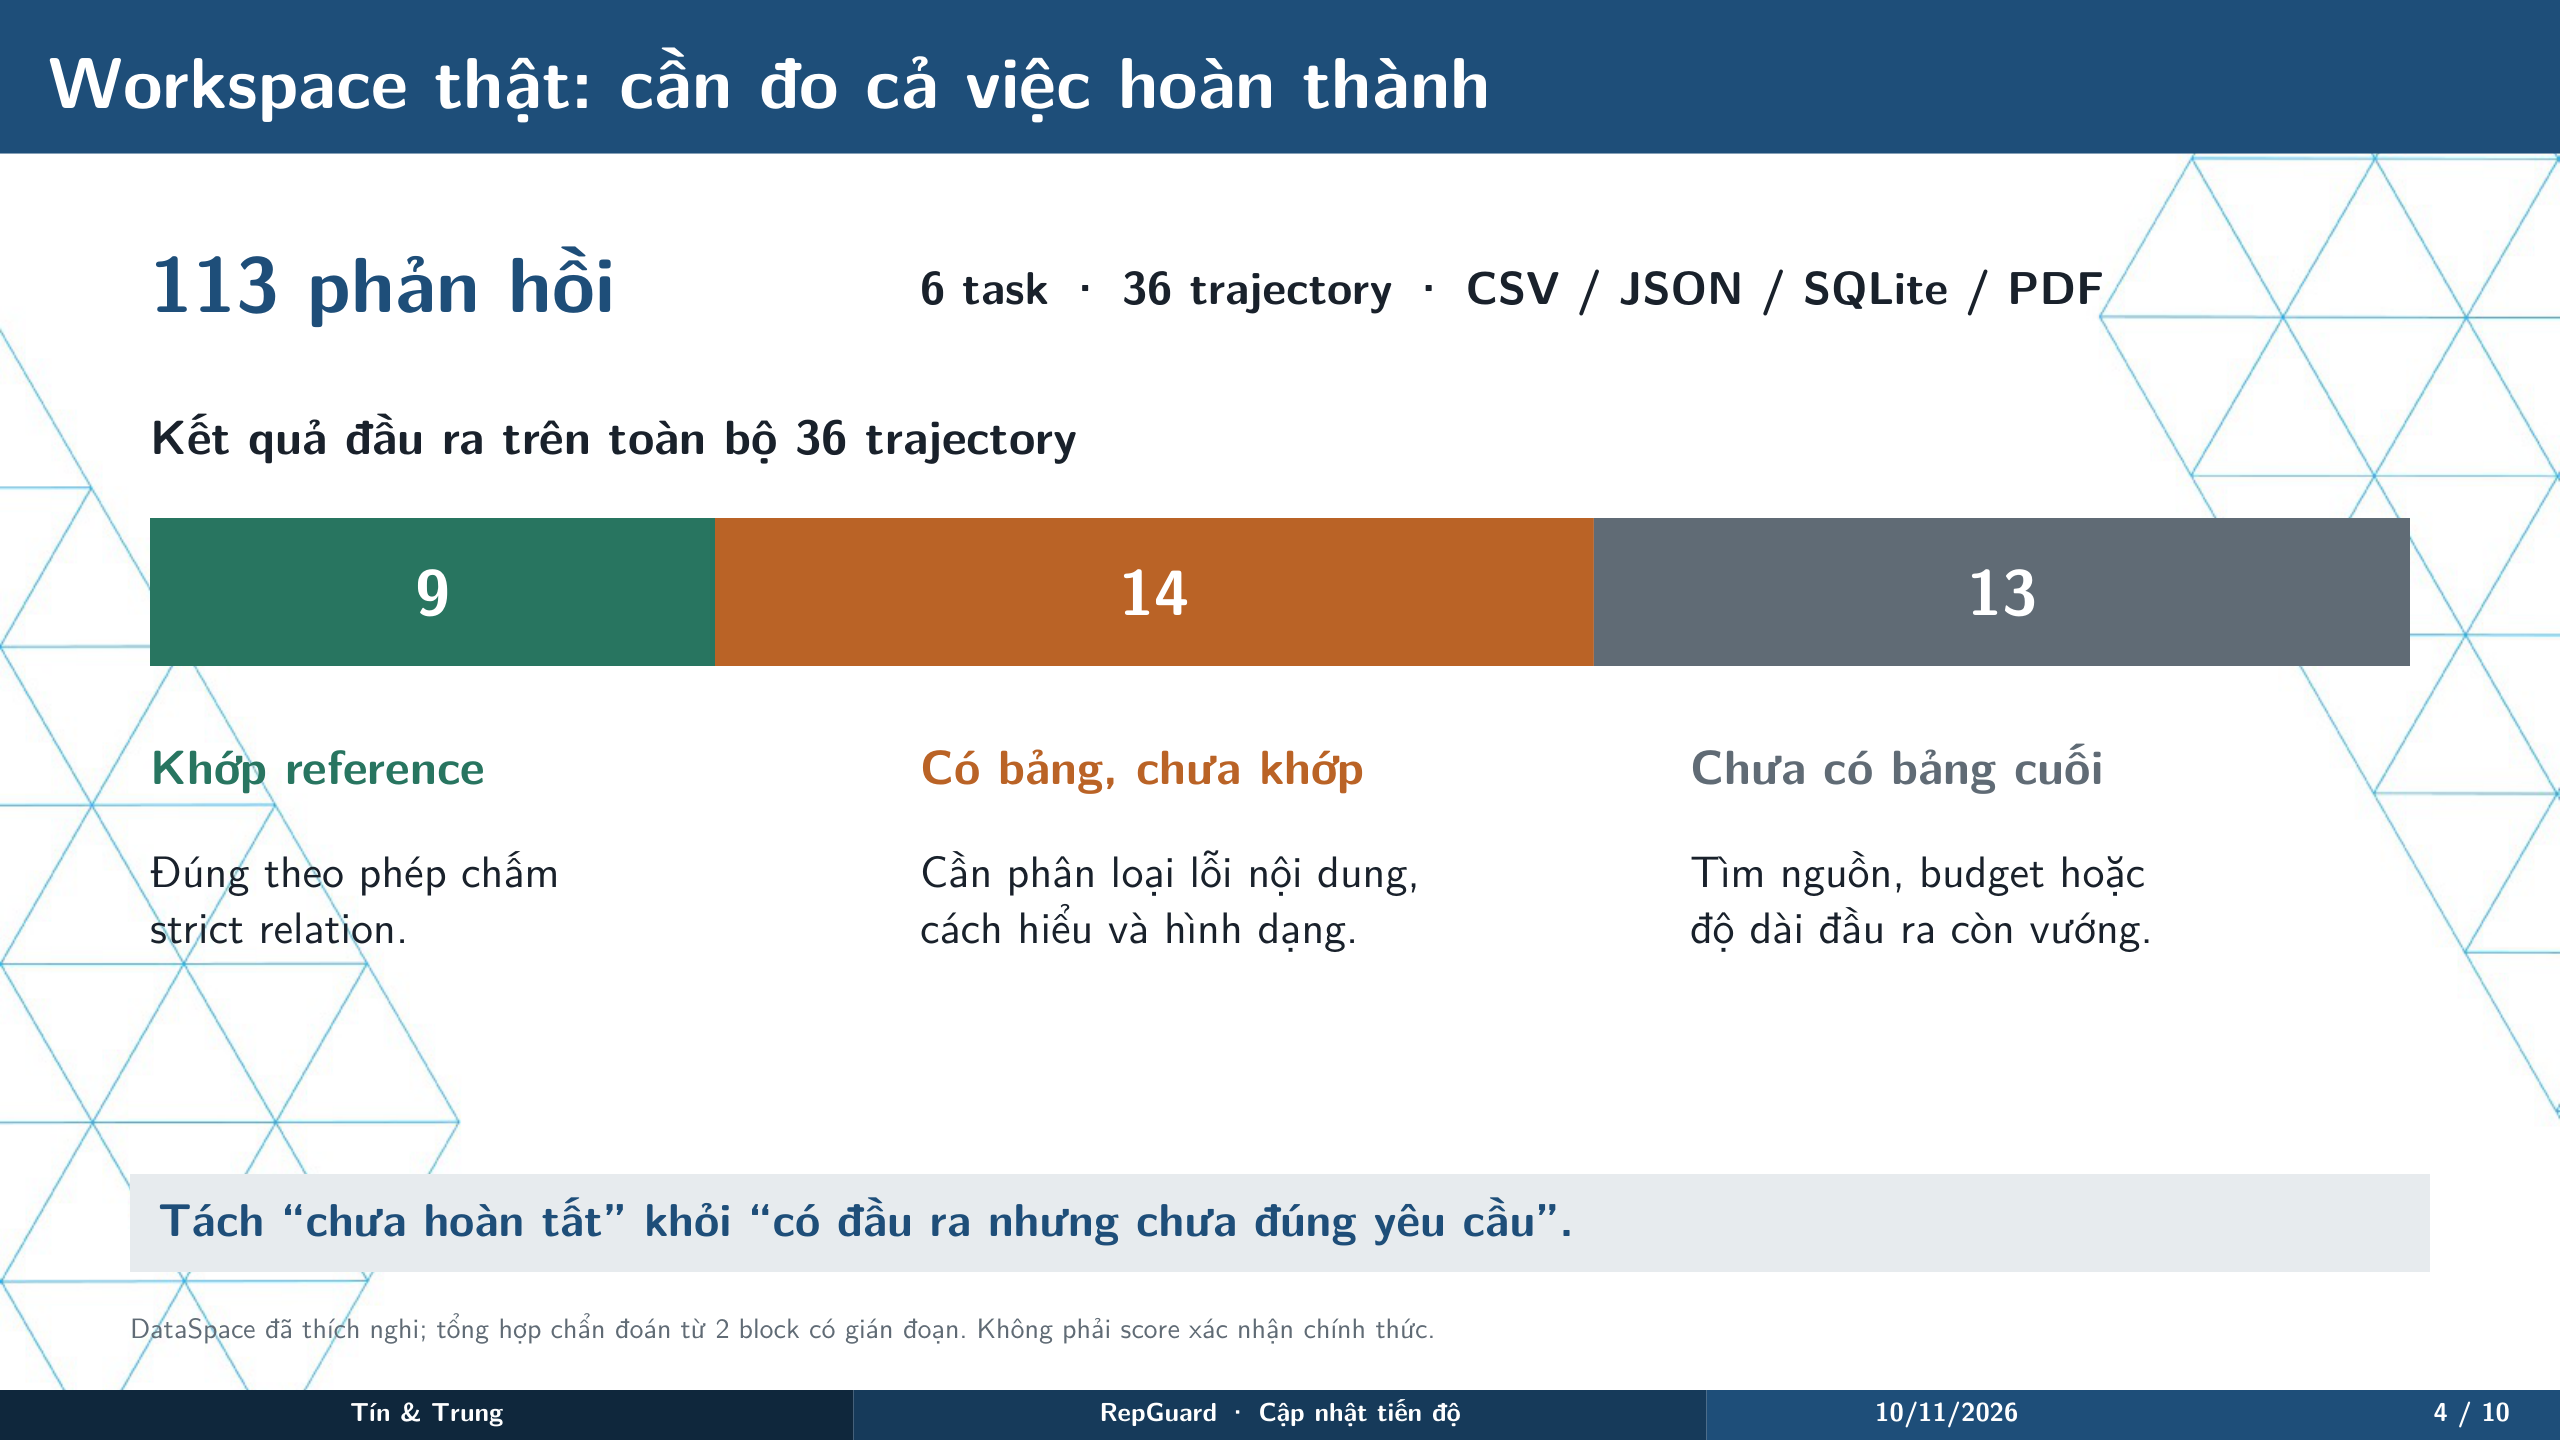 Workspace thật: cần đo cả việc hoàn thành
113 phản hồi
6 task · 36 trajectory · CSV / JSON / SQLite / PDF
Kết quả đầu ra trên toàn bộ 36 trajectory
9
14
13
Khớp reference
Đúng theo phép chấm
strict relation.
Có bảng, chưa khớp
Cần phân loại lỗi nội dung,
cách hiểu và hình dạng.
Chưa có bảng cuối
Tìm nguồn, budget hoặc
độ dài đầu ra còn vướng.
Tách “chưa hoàn tất” khỏi “có đầu ra nhưng chưa đúng yêu cầu”.
DataSpace đã thích nghi; tổng hợp chẩn đoán từ 2 block có gián đoạn. Không phải score xác nhận chính thức.
Tín & Trung
RepGuard · Cập nhật tiến độ
10/11/2026
4 / 10